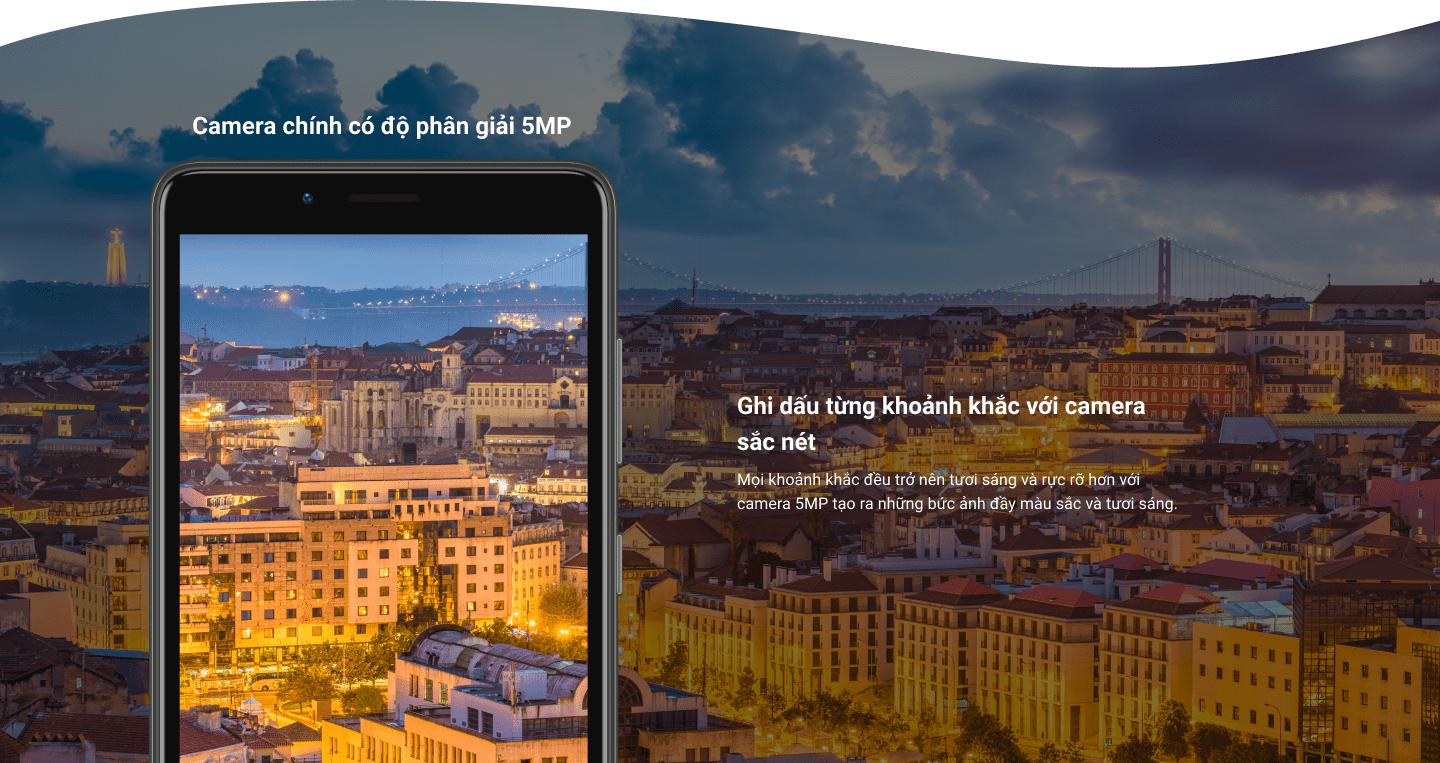 Camera chính có độ phân giải 5MP
Ghi dấu từng khoảnh khắc với camera
sắc nét
Mọi khoảnh khắc đều trở nên tươi sáng và rực rỡ hơn với
camera 5MP tạo ra những bức ảnh đầy màu sắc và tươi sáng.